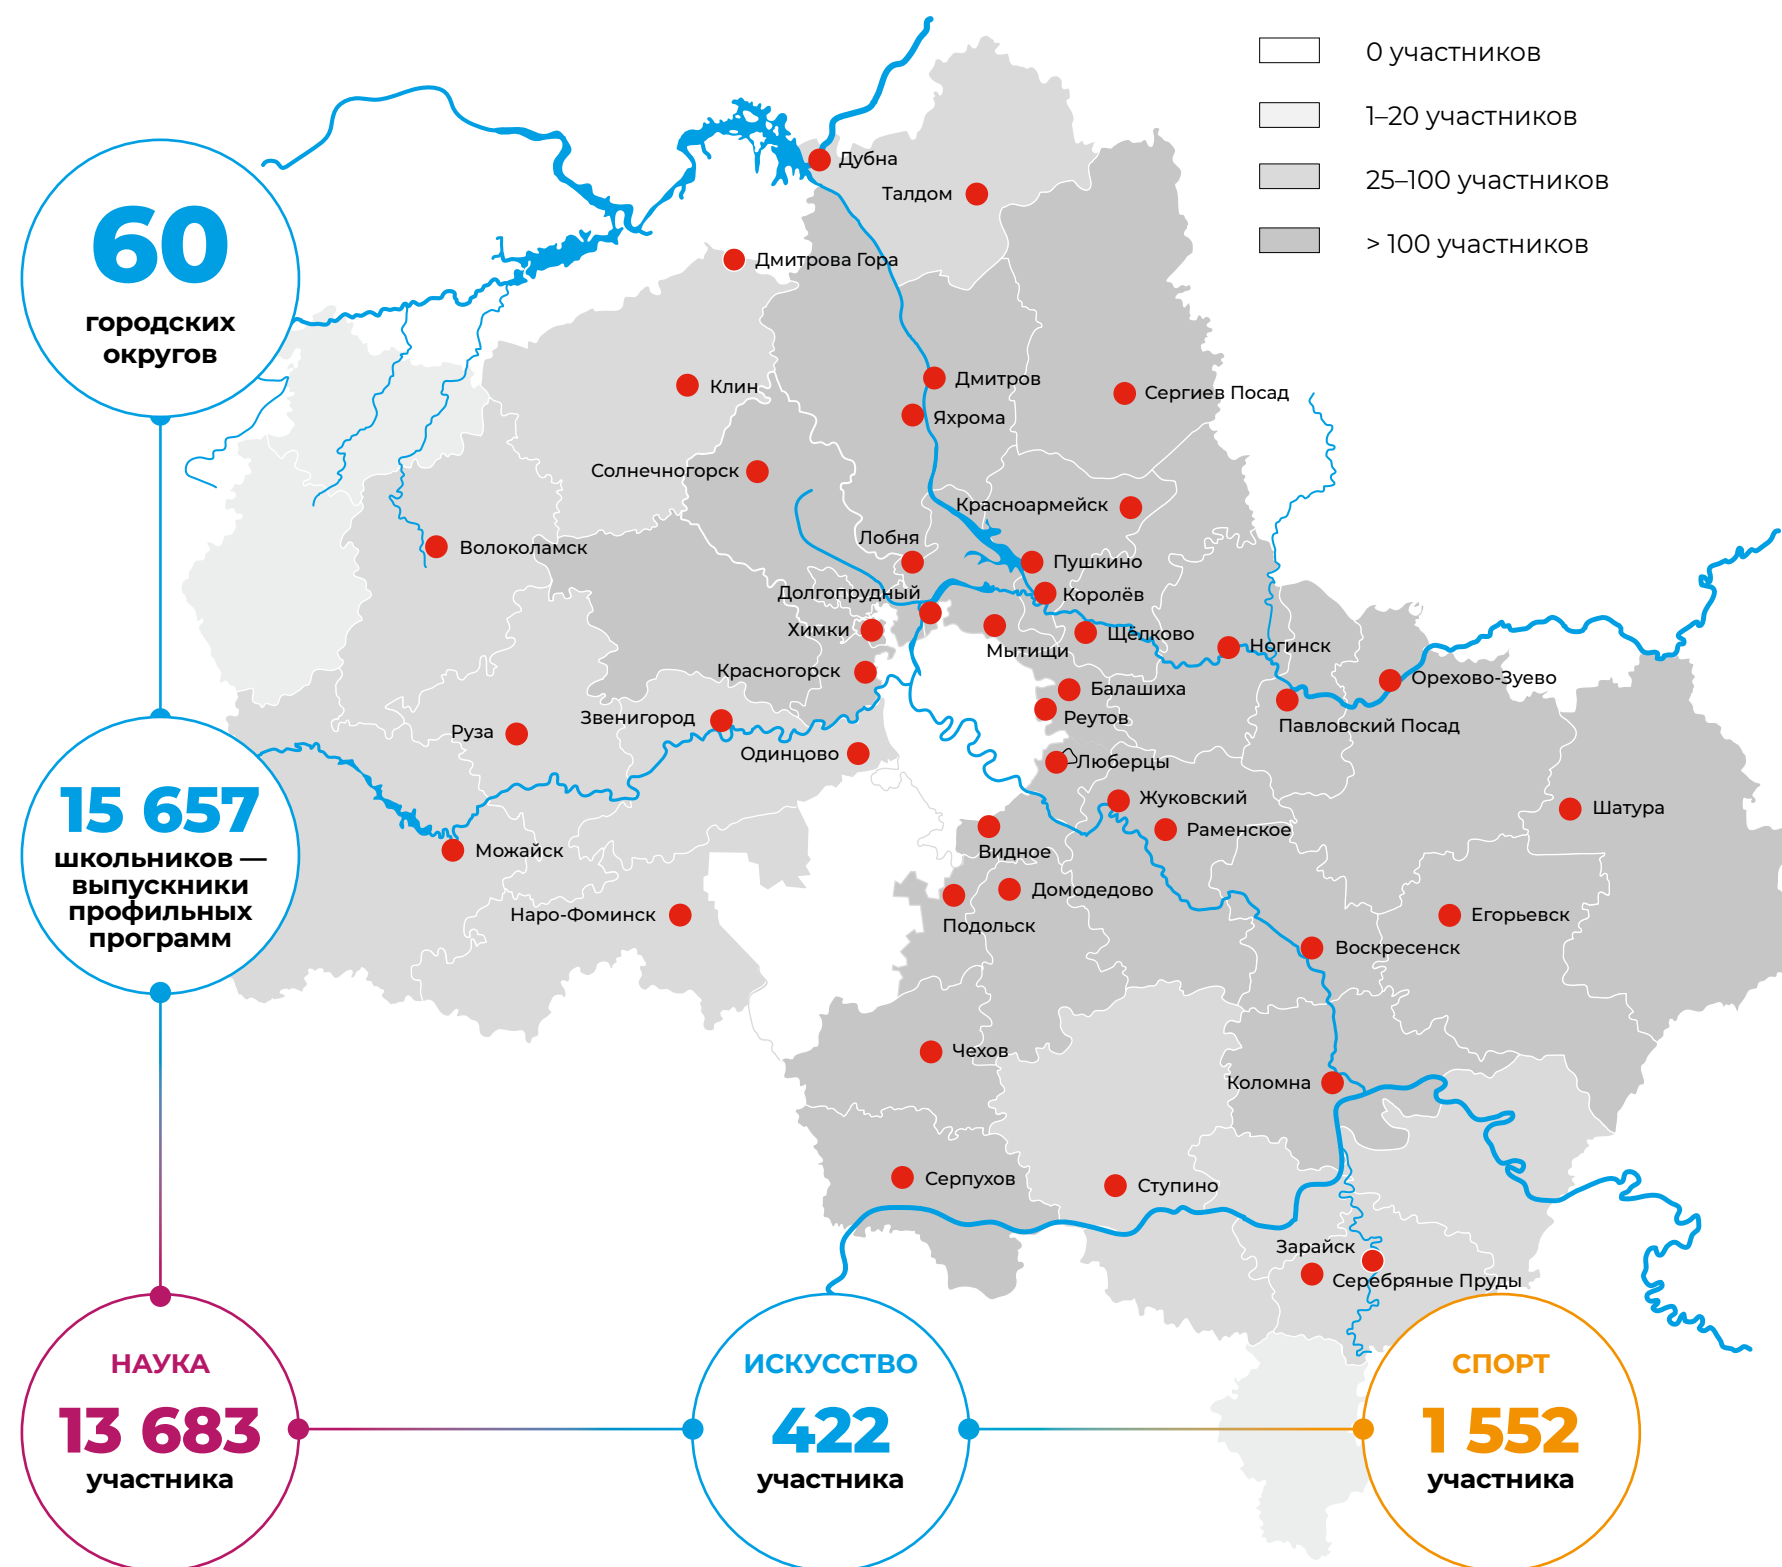 0 участников
1–20 участников
25–100 участников
> 100 участников
60
городских
округов
15 657
школьников —
выпускники
профильных
программ
Дубна
Талдом
Дмитрова Гора
Клин
Дмитров
Сергиев Посад
Яхрома
Солнечногорск
Красноармейск
Лобня
Волоколамск
Пушкино
Долгопрудный
Королёв
Химки
Щёлково
Мытищи
Ногинск
Красногорск
Орехово-Зуево
Балашиха
Реутов
Звенигород
Павловский Посад
Руза
Одинцово
Люберцы
Жуковский
Шатура
Раменское
Можайск
Видное
Домодедово
Наро-Фоминск
Подольск
Егорьевск
Воскресенск
Чехов
Коломна
Серпухов
Ступино
Зарайск
Серебряные Пруды
НАУКА
13 683
участника
ИСКУССТВО
422
участника
СПОРТ
1 552
участника